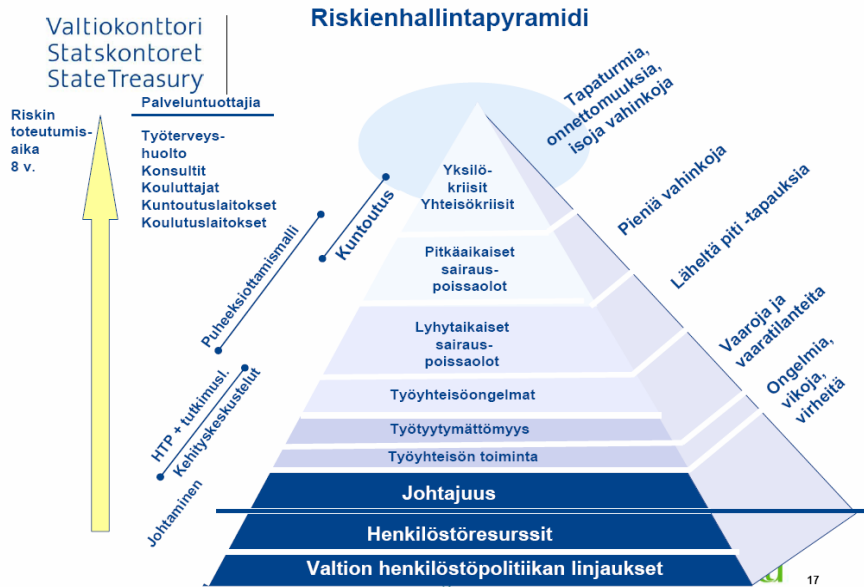 Riskienhallintapyramidi
Valtiokonttori
Statskontoret
StateTreasury
Riskin
toteutumis-
aika
8 v.
Palveluntuottajia
Työterveys-
huolto
Konsultit
Kouluttajat
Kuntoutuslaitokset
Koulutuslaitokset
Kuntoutus
Puheeksiottamismalli
HTP + tutkimusl.
Kehityskeskustelut
Johtaminen
Yksilö-
kriisit
Yhteisökriisit
Pitkäaikaiset
sairaus-
poissaolot
Lyhytaikaiset
sairaus-
poissaolot
Työyhteisöongelmat
Työtyytymättömyys
Työyhteisön toiminta
Johtajuus
Henkilöstöresurssit
Valtion henkilöstöpolitiikan linjaukset
Tapaturmia,
onnettomuuksia,
isoja vahinkoja
Pieniä vahinkoja
Läheltä piti -tapauksia
Vaaroja ja
vaaratilanteita
Ongelmia,
vikoja,
virheitä
17